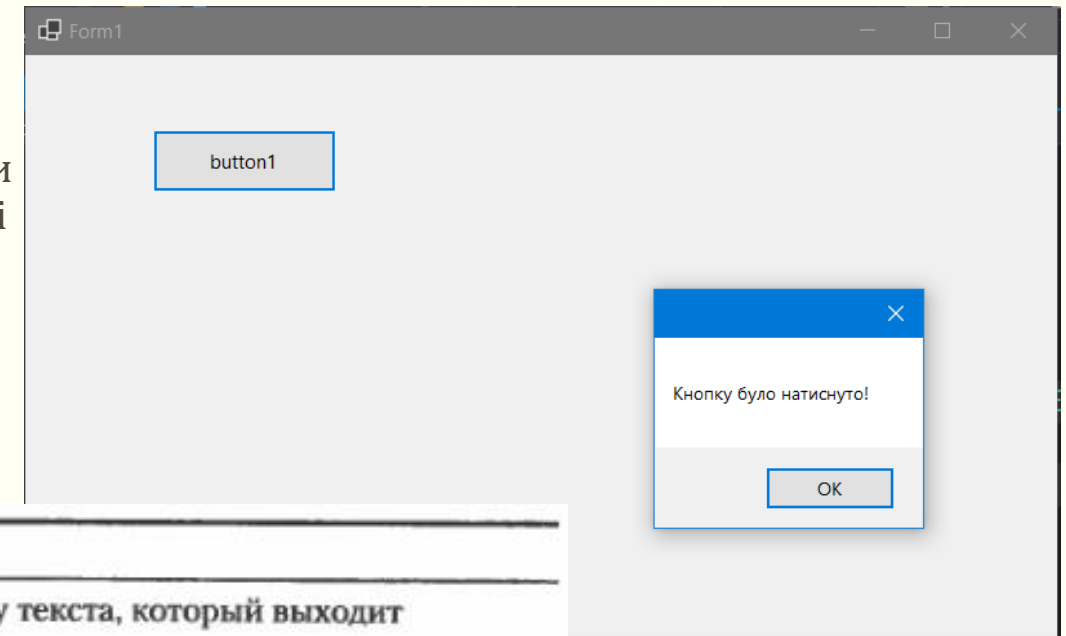 Form1
и
button1
і
Кнопку було натиснуто!
OK
у текста, который выходит